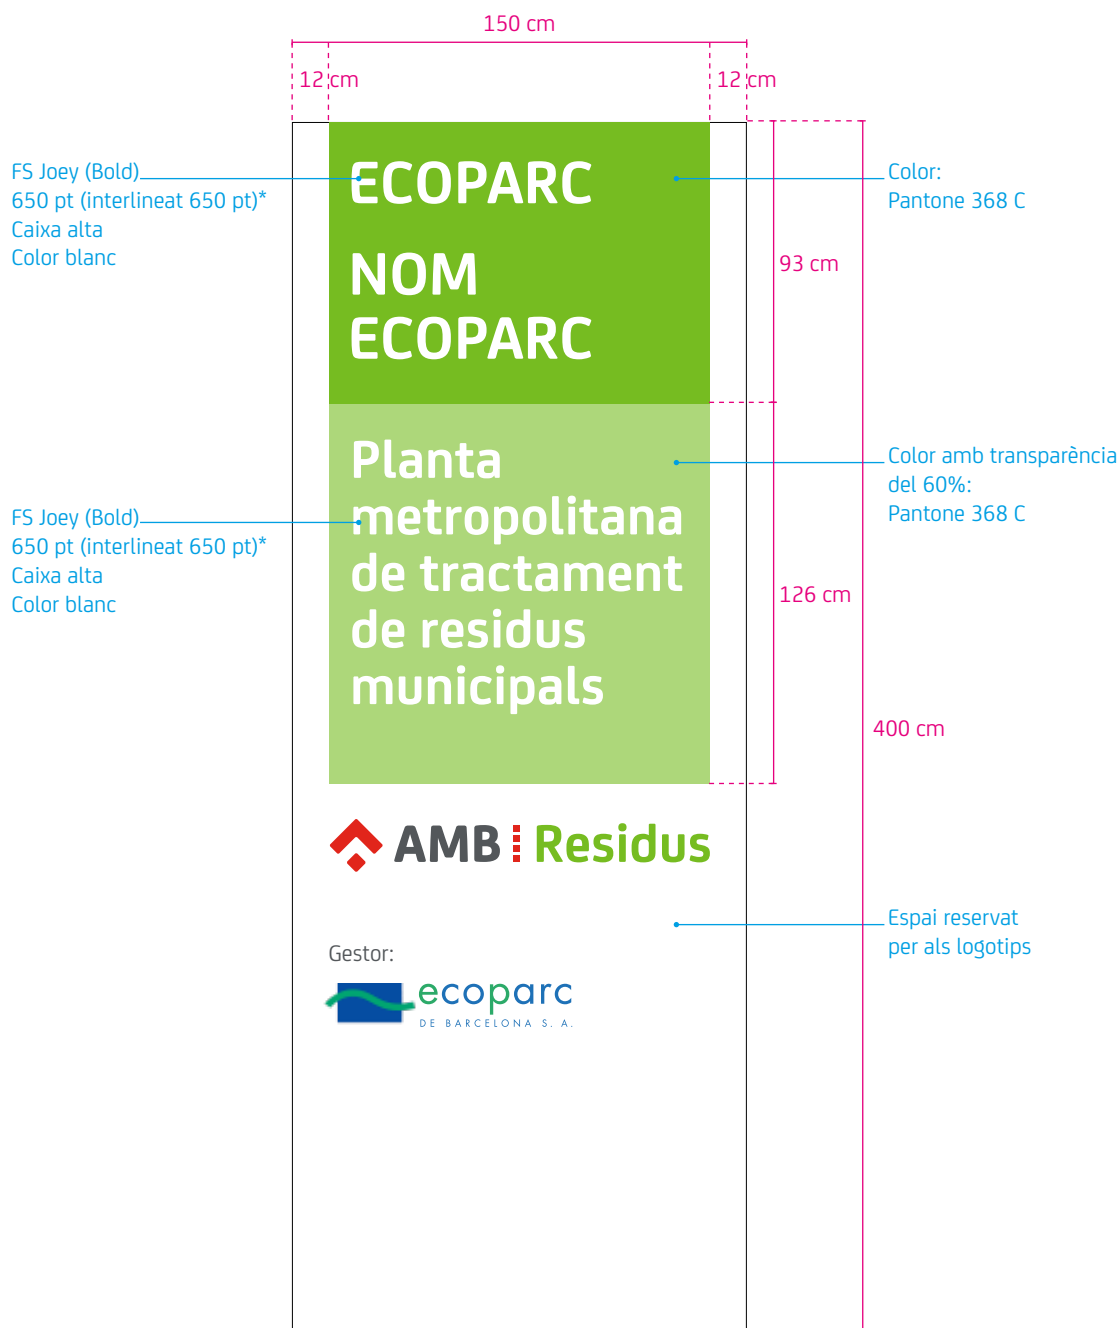 150 cm
12 cm
12 cm
FS Joey (Bold)
650 pt (interlineat 650 pt)*
Caixa alta
Color blanc
ECOPARC
NOM
ECOPARC
Color:
Pantone 368 C
93 cm
FS Joey (Bold)
650 pt (interlineat 650 pt)*
Caixa alta
Color blanc
Planta
metropolitana
de tractament
de residus
municipals
Color amb transparència
del 60%:
Pantone 368 C
126 cm
400 cm
AMB Residus
Espai reservat
per als logotips
Gestor:
ecoparc
DE BARCELONA S. A.